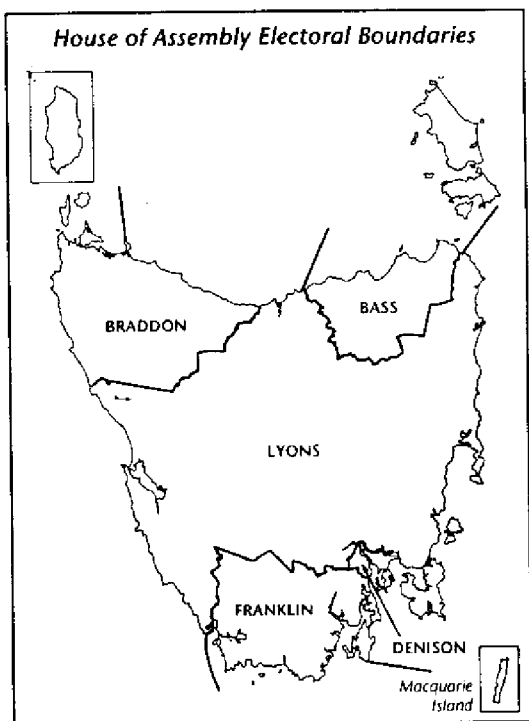 House of Assembly Electoral Boundaries
BRADDON
BASS
LYONS
FRANKLIN
DENISON
Macquarie
Island